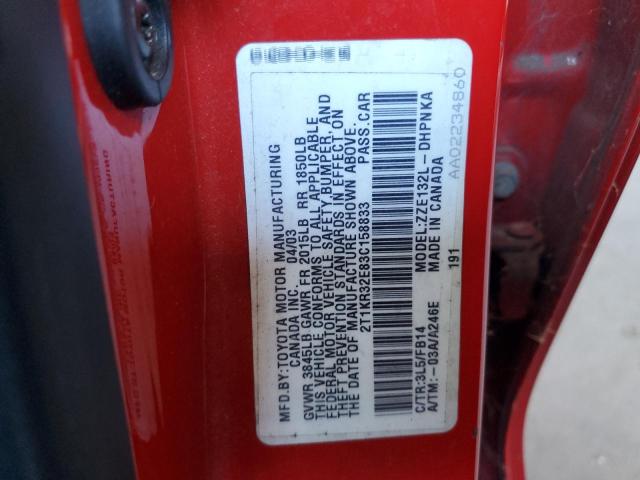 MFD.BY:TOYOTA MOTOR MANUFACTURING
CANADA INC. 04/03
GVWR 3845LB GAWR FR 2015LB RR 1850LB
THIS VEHICLE CONFORMS TO ALL APPLICABLE
FEDERAL MOTOR VEHICLE SAFETY,BUMPER, AND
THEFT PREVENTION STANDARDS IN EFFECT ON
THE DATE OF MANUFACTURE SHOWN ABOVE.
2T1KR32E83C158833 PASS.CAR
C/TR:3L5/FB14 MODEL:ZZE132L-DHPNKA
A/TM:-03A/A246E MADE IN CANADA
191 AA02234860